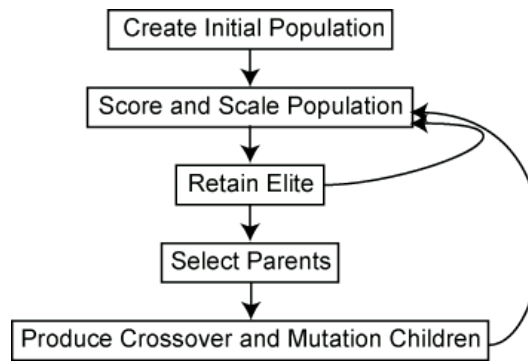 Create Initial Population
Score and Scale Population
Retain Elite
Select Parents
Produce Crossover and Mutation Children